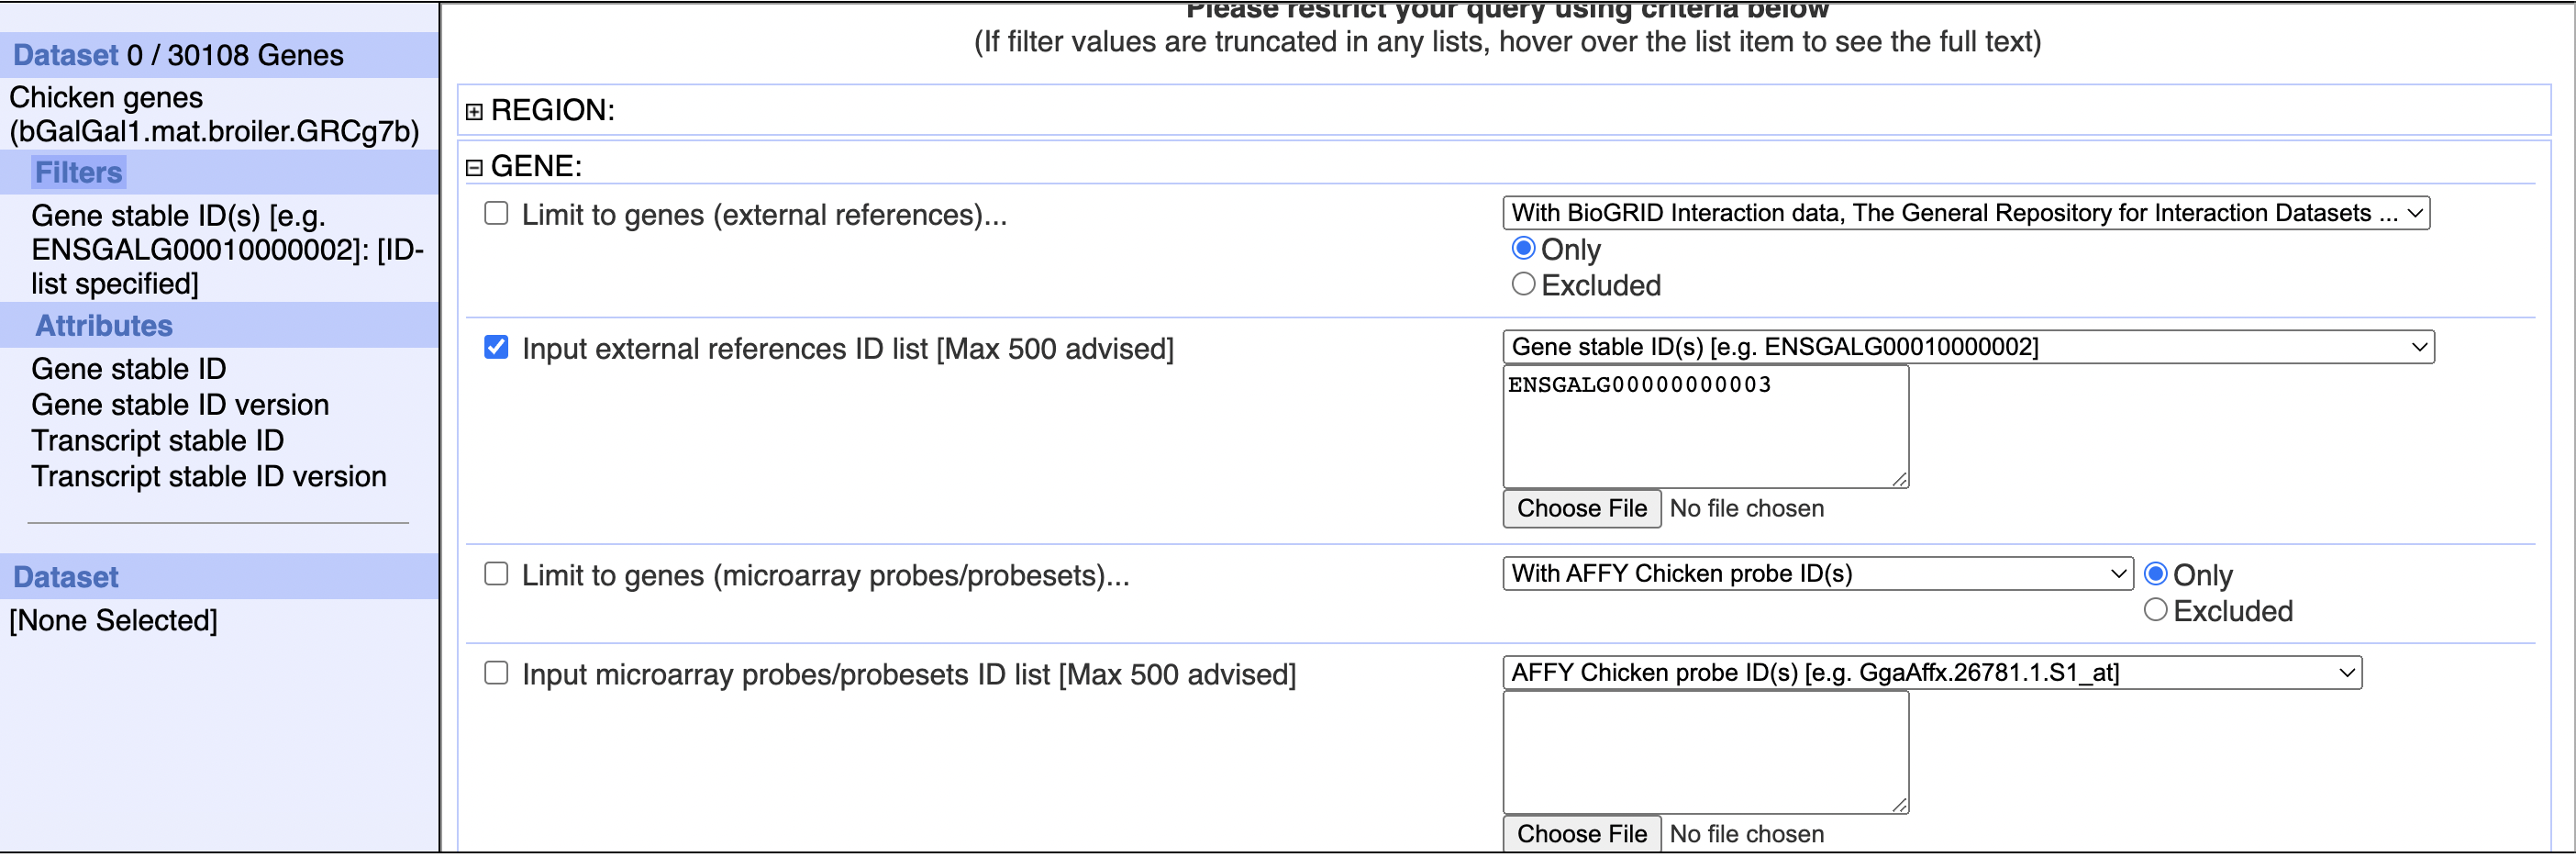 Dataset 0 / 30108 Genes
Chicken genes
(bGalGal1.mat.broiler.GRCg7b)
Filters
Gene stable ID(s) [e.g.
ENSGALG00010000002]: [ID-
list specified]
Attributes
Gene stable ID
Gene stable ID version
Transcript stable ID
Transcript stable ID version
Dataset
[None Selected]
Please restrict your query using criteria below
(If filter values are truncated in any lists, hover over the list item to see the full text)
REGION:
GENE:
Limit to genes (external references)...
With BioGRID Interaction data, The General Repository for Interaction Datasets ...
Only
Excluded
Input external references ID list [Max 500 advised]
Gene stable ID(s) [e.g. ENSGALG00010000002]
ENSGALG00000000003
Choose File No file chosen
Limit to genes (microarray probes/probesets)...
With AFFY Chicken probe ID(s)
Only
Excluded
Input microarray probes/probesets ID list [Max 500 advised]
AFFY Chicken probe ID(s) [e.g. GgaAffx.26781.1.S1_at]
Choose File No file chosen